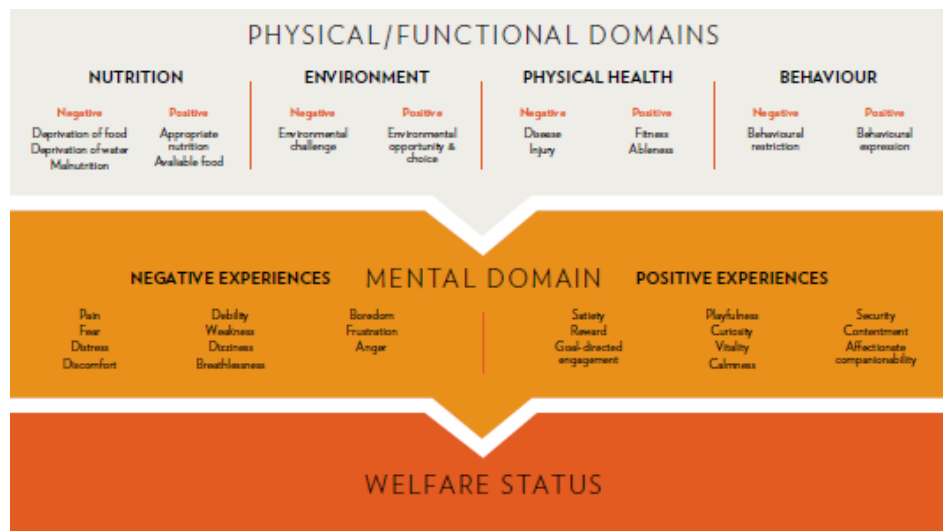 PHYSICAL/FUNCTIONAL DOMAINS
NUTRITION
Negative
Deprivation of food
Deprivation of water
Malnutrition
Positive
Appropriate
nutrition
Avaliable food
ENVIRONMENT
Negative
Environmental
challenge
Positive
Environmental
opportunity &
choice
PHYSICAL HEALTH
Negative
Disease
Injury
Positive
Fitness
Ableness
BEHAVIOUR
Negative
Behavioural
restriction
Positive
Behavioural
expression
MENTAL DOMAIN
NEGATIVE EXPERIENCES
Pain
Fear
Distress
Discomfort
Debility
Weakness
Dizziness
Breathlessness
Boredom
Frustration
Anger
POSITIVE EXPERIENCES
Satiety
Reward
Goal-directed
engagement
Playfulness
Curiosity
Vitality
Calmness
Security
Contentment
Affectionate
companionability
WELFARE STATUS